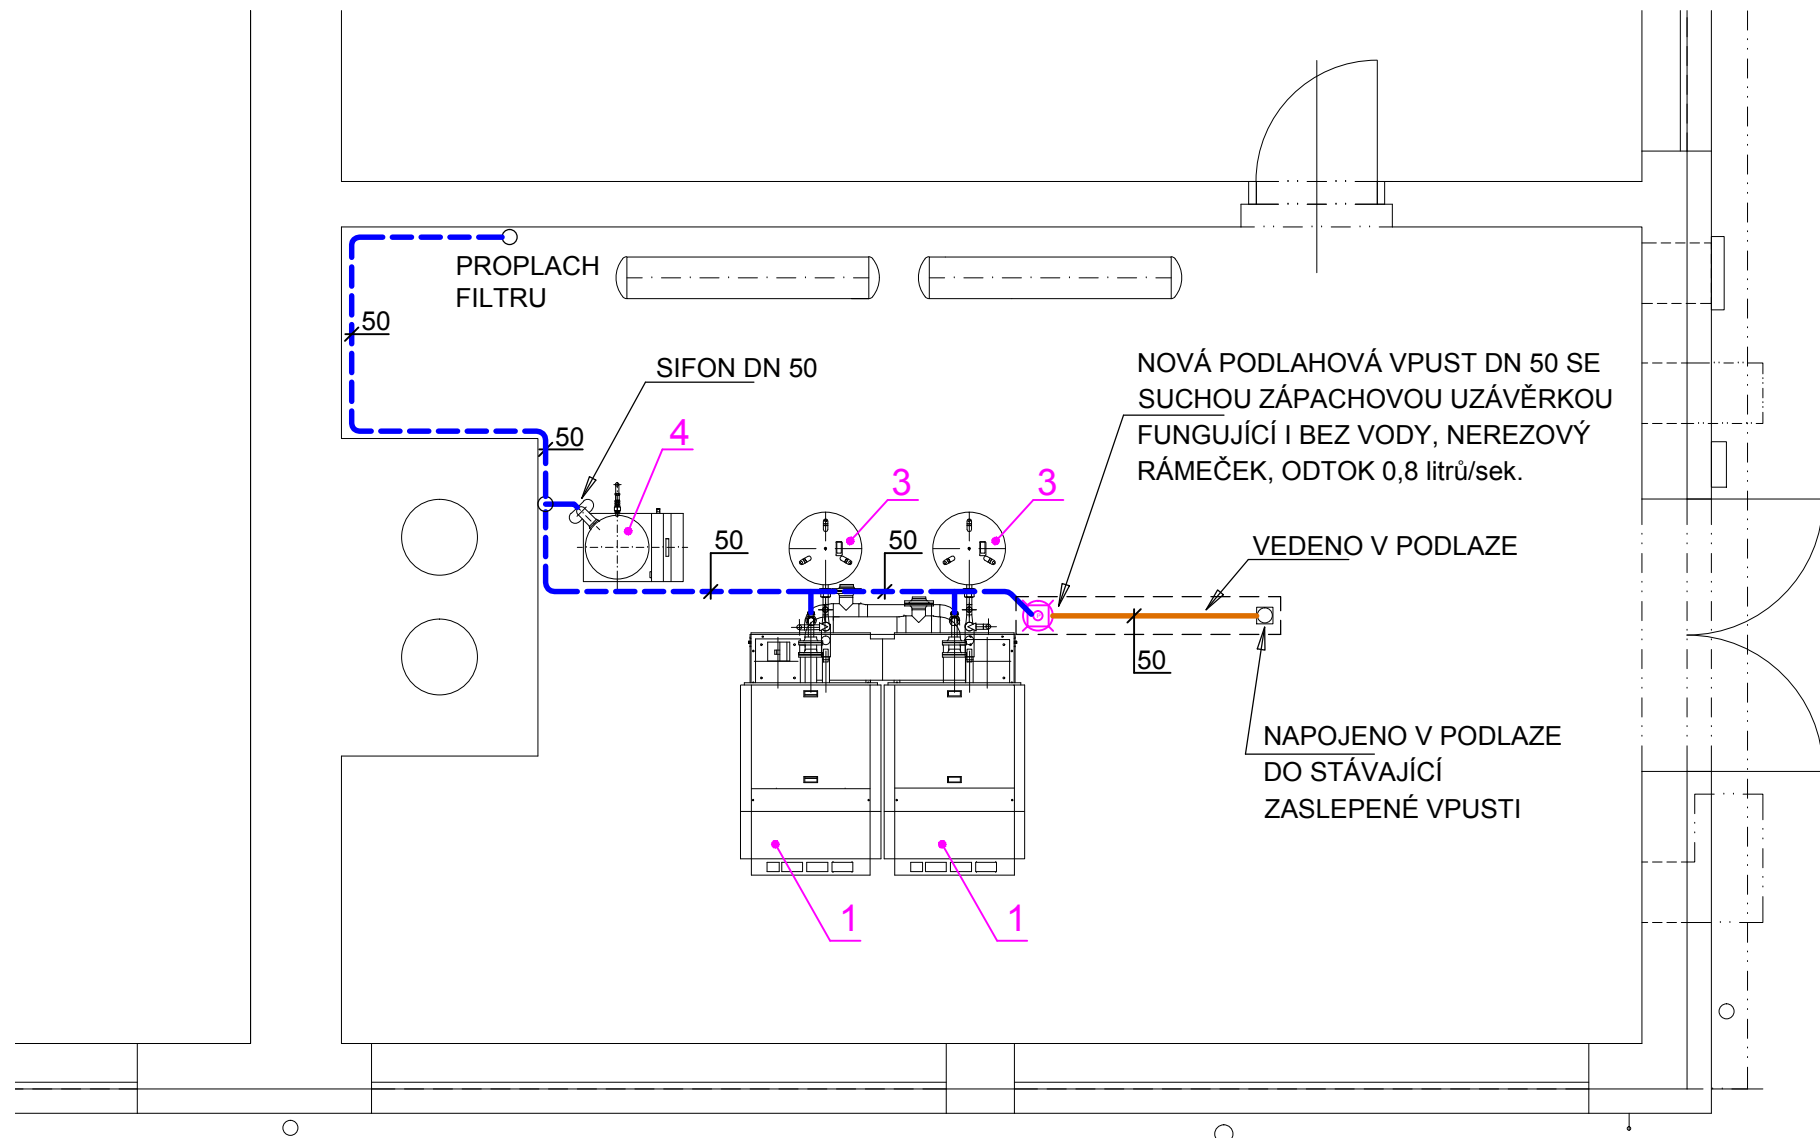 PROPLACH
FILTRU
50
SIFON DN 50
50
4
NOVÁ PODLAHOVÁ VPUST DN 50 SE
SUCHOU ZÁPACHOVOU UZÁVĚRKOU
FUNGUJÍCÍ I BEZ VODY, NEREZOVÝ
RÁMEČEK, ODTOK 0,8 litrů/sek.
3
3
50
50
VEDENO V PODLAZE
50
NAPOJENO V PODLAZE
DO STÁVAJÍCÍ
ZASLEPENÉ VPUSTI
1
1